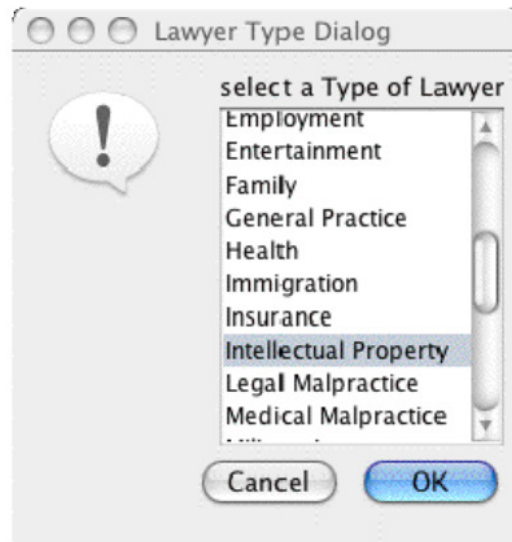 Lawyer Type Dialog
select a Type of Lawyer
Employment
Entertainment
Family
General Practice
Health
Immigration
Insurance
Intellectual Property
Legal Malpractice
Medical Malpractice
Cancel OK